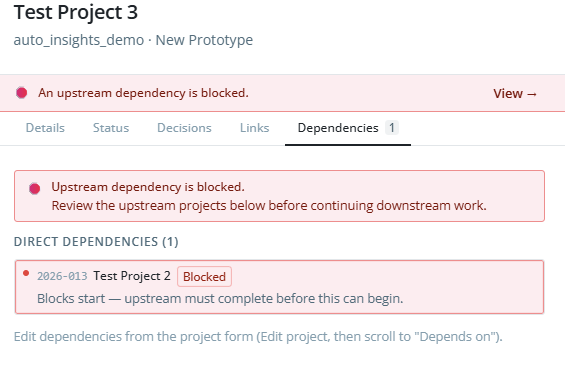 Test Project 3
auto_insights_demo · New Prototype
An upstream dependency is blocked. View →
Details Status Decisions Links Dependencies 1
Upstream dependency is blocked.
Review the upstream projects below before continuing downstream work.
DIRECT DEPENDENCIES (1)
2026-013 Test Project 2 Blocked
Blocks start — upstream must complete before this can begin.
Edit dependencies from the project form (Edit project, then scroll to "Depends on").